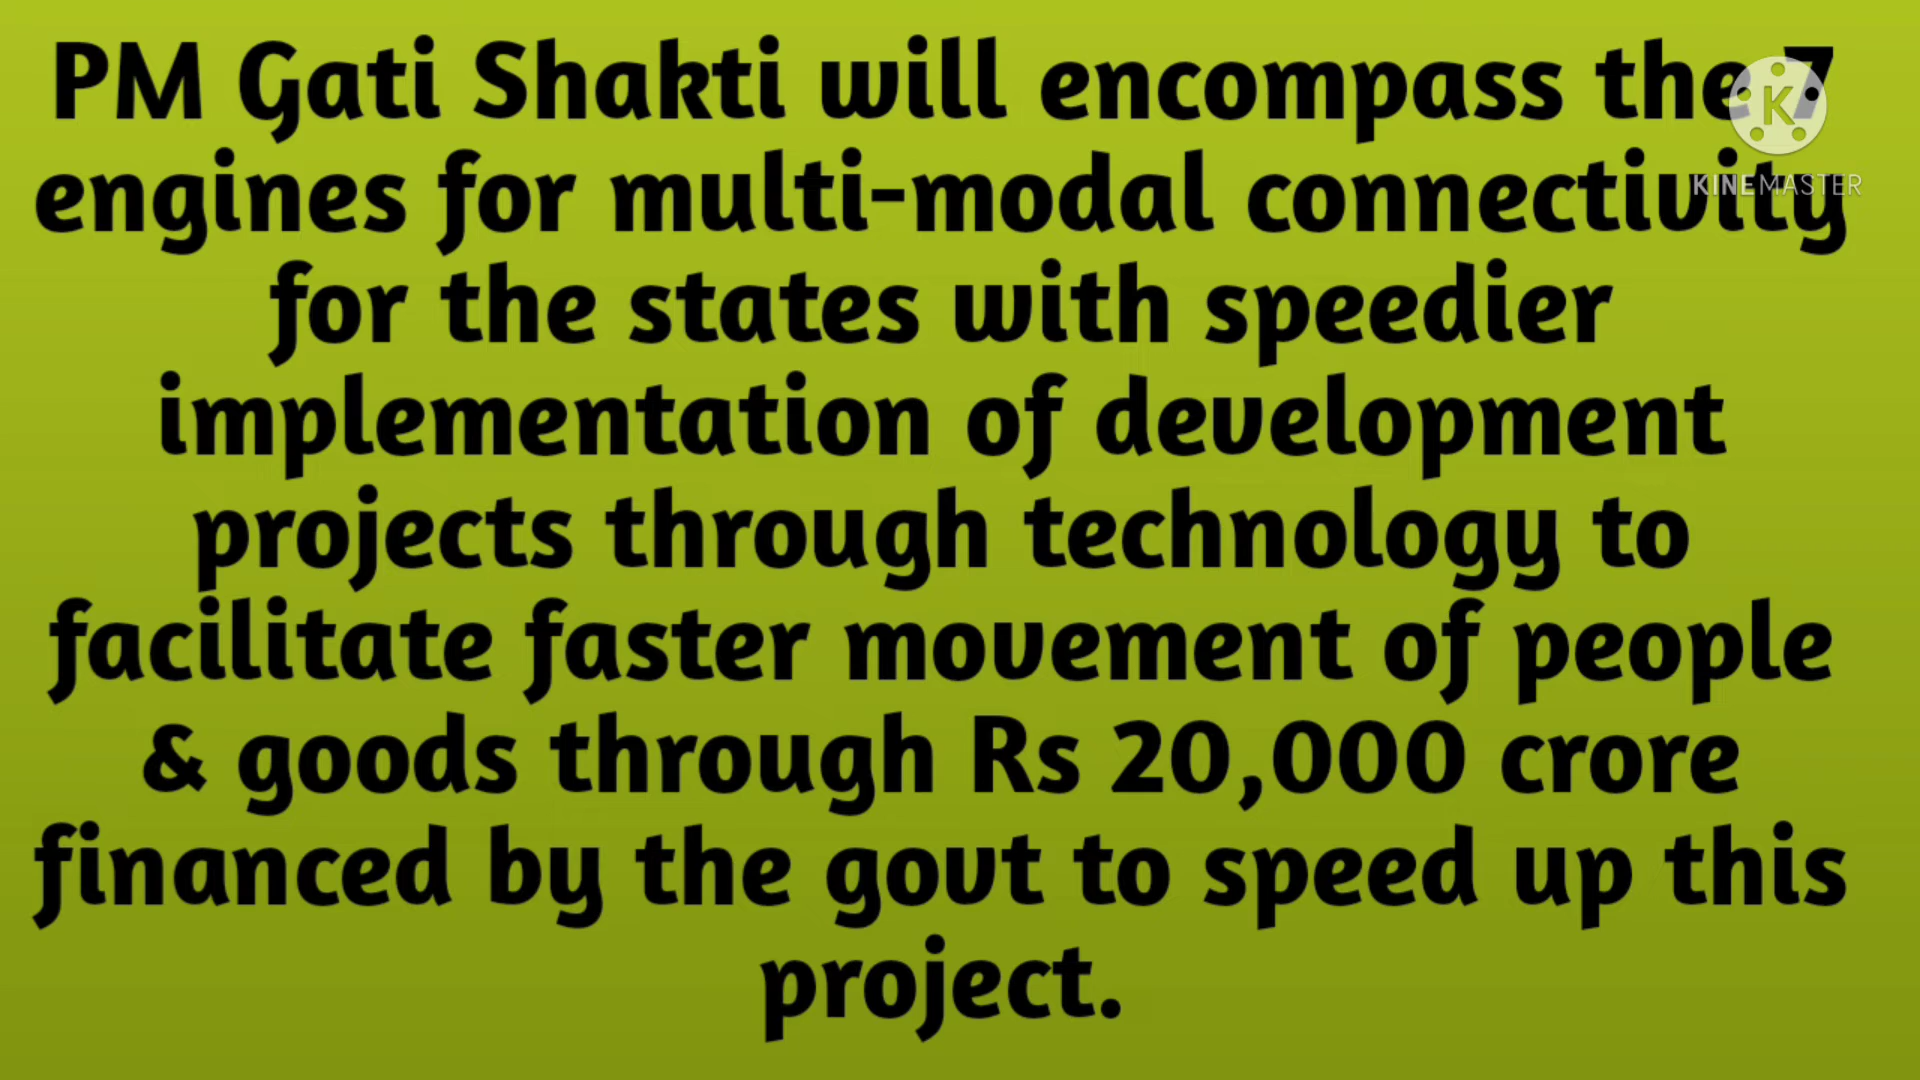 PM Gati Shakti will encompass the 7
engines for multi-modal connectivity
for the states with speedier
implementation of development
projects through technology to
facilitate faster movement of people
& goods through Rs 20,000 crore
financed by the govt to speed up this
project.
K
KINEMASTER